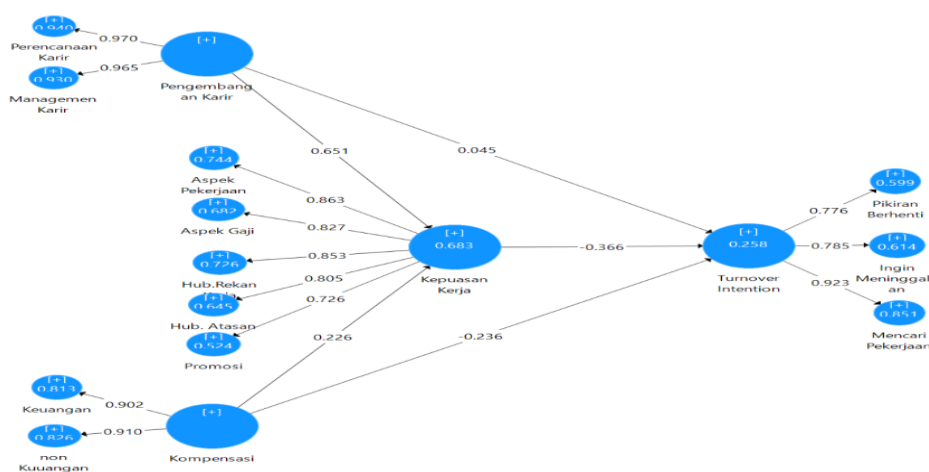 [+]
0.940
Perencanaan
Karir
0.970
[+]
0.930
Managemen
Karir
0.965
[+]
Pengembang
an Karir
0.651
0.045
[+]
0.744
Aspek
Pekerjaan
0.863
[+]
0.682
Aspek Gaji
0.827
[+]
0.726
Hub.Rekan
0.853
[+]
0.645
Hub. Atasan
0.805
[+]
0.524
Promosi
0.726
[+]
0.683
Kepuasan
Kerja
-0.366
0.226
-0.236
[+]
0.258
Turnover
Intention
[+]
0.599
Pikiran
Berhenti
0.776
[+]
0.614
Ingin
Meninggal
an
0.785
[+]
0.851
Mencari
Pekerjaan
0.923
[+]
0.813
Keuangan
0.902
[+]
0.826
non
Kuuangan
0.910
[+]
Kompensasi